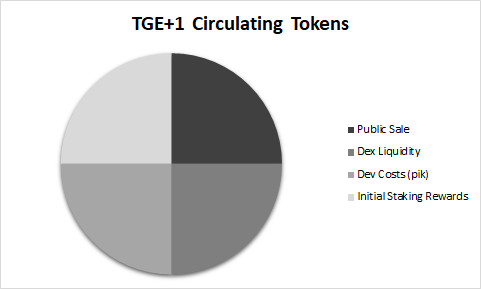 TGE+1 Circulating Tokens
Public Sale
Dex Liquidity
Dev Costs (pik)
Initial Staking Rewards